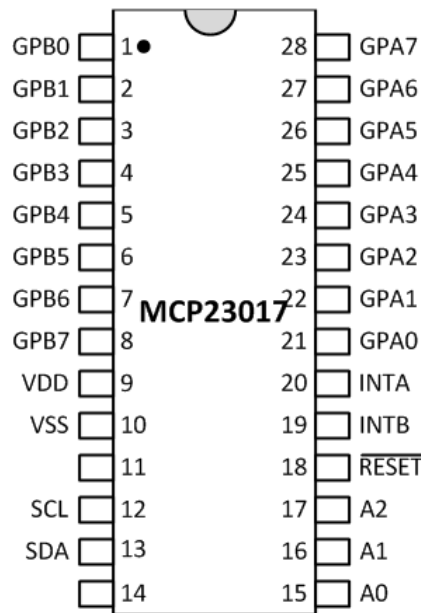 GPB0 1 28 GPA7
GPB1 2 27 GPA6
GPB2 3 26 GPA5
GPB3 4 25 GPA4
GPB4 5 24 GPA3
GPB5 6 23 GPA2
GPB6 7 22 GPA1
MCP23017
GPB7 8 21 GPA0
VDD 9 20 INTA
VSS 10 19 INTB
11 18 RESET
SCL 12 17 A2
SDA 13 16 A1
14 15 A0